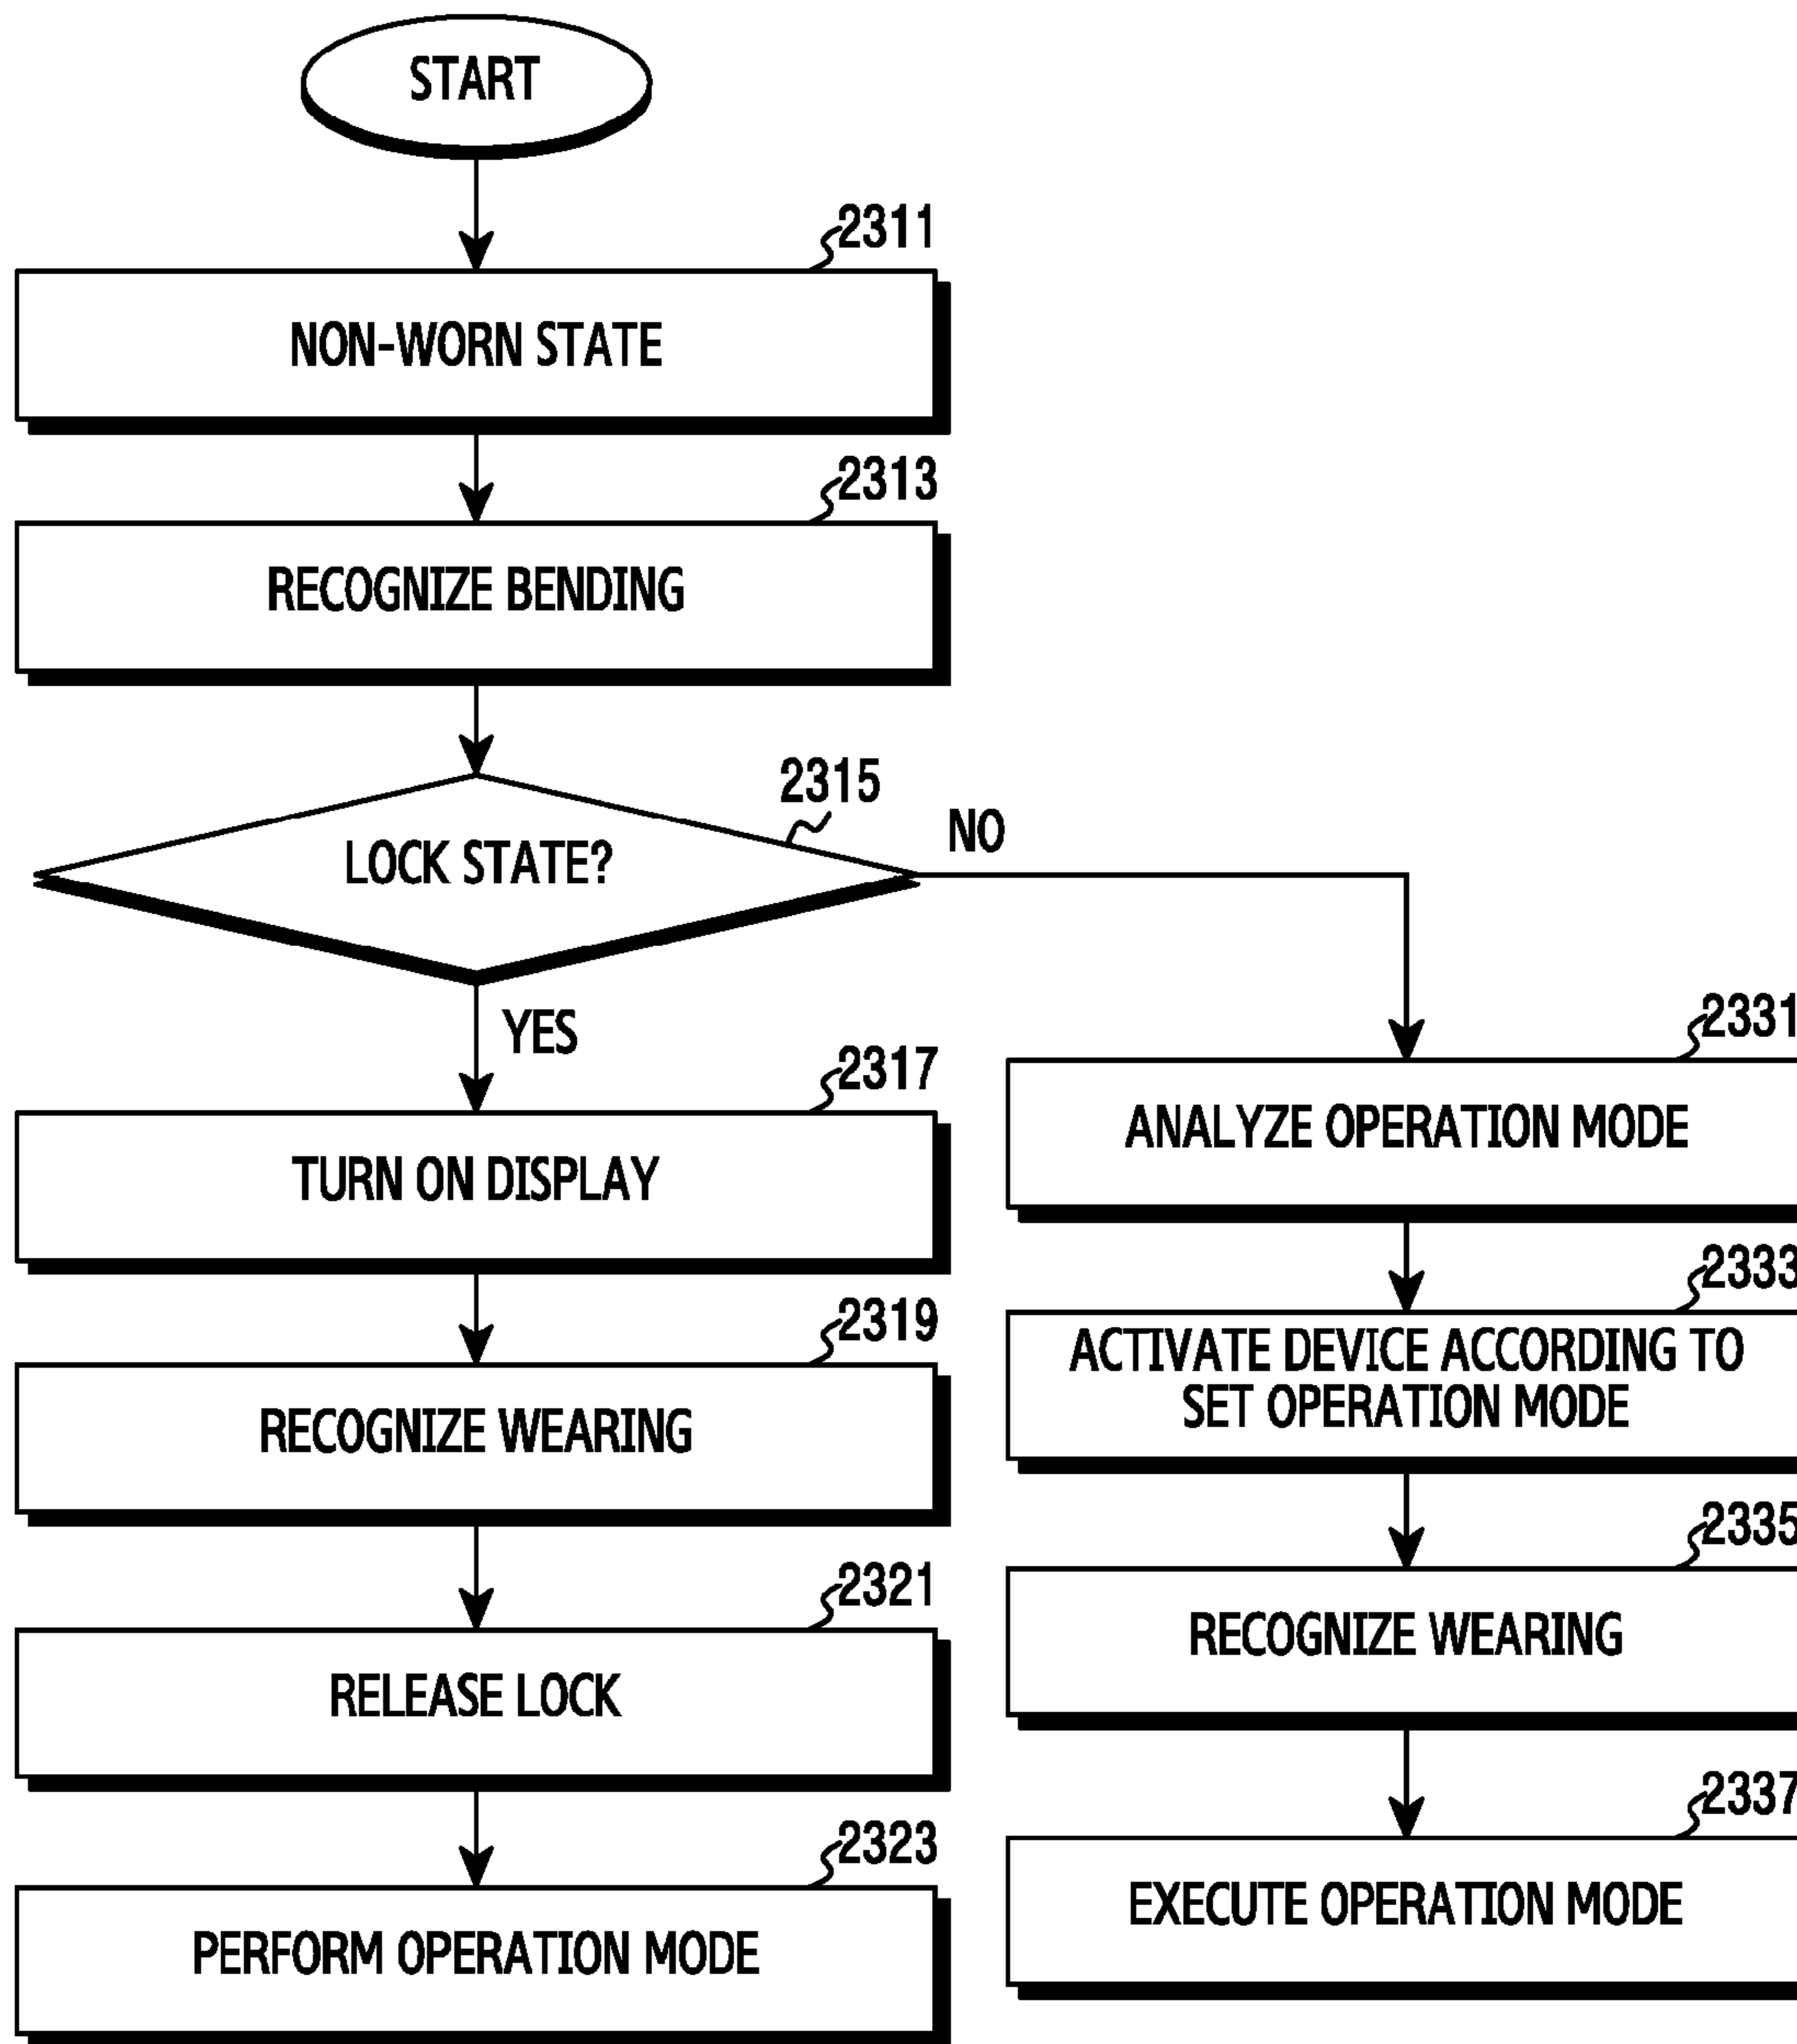 START
2311
NON-WORN STATE
2313
RECOGNIZE BENDING
2315
LOCK STATE?
NO
YES
2317
TURN ON DISPLAY
2319
RECOGNIZE WEARING
2321
RELEASE LOCK
2323
PERFORM OPERATION MODE
2331
ANALYZE OPERATION MODE
2333
ACTIVATE DEVICE ACCORDING TO
SET OPERATION MODE
2335
RECOGNIZE WEARING
2337
EXECUTE OPERATION MODE